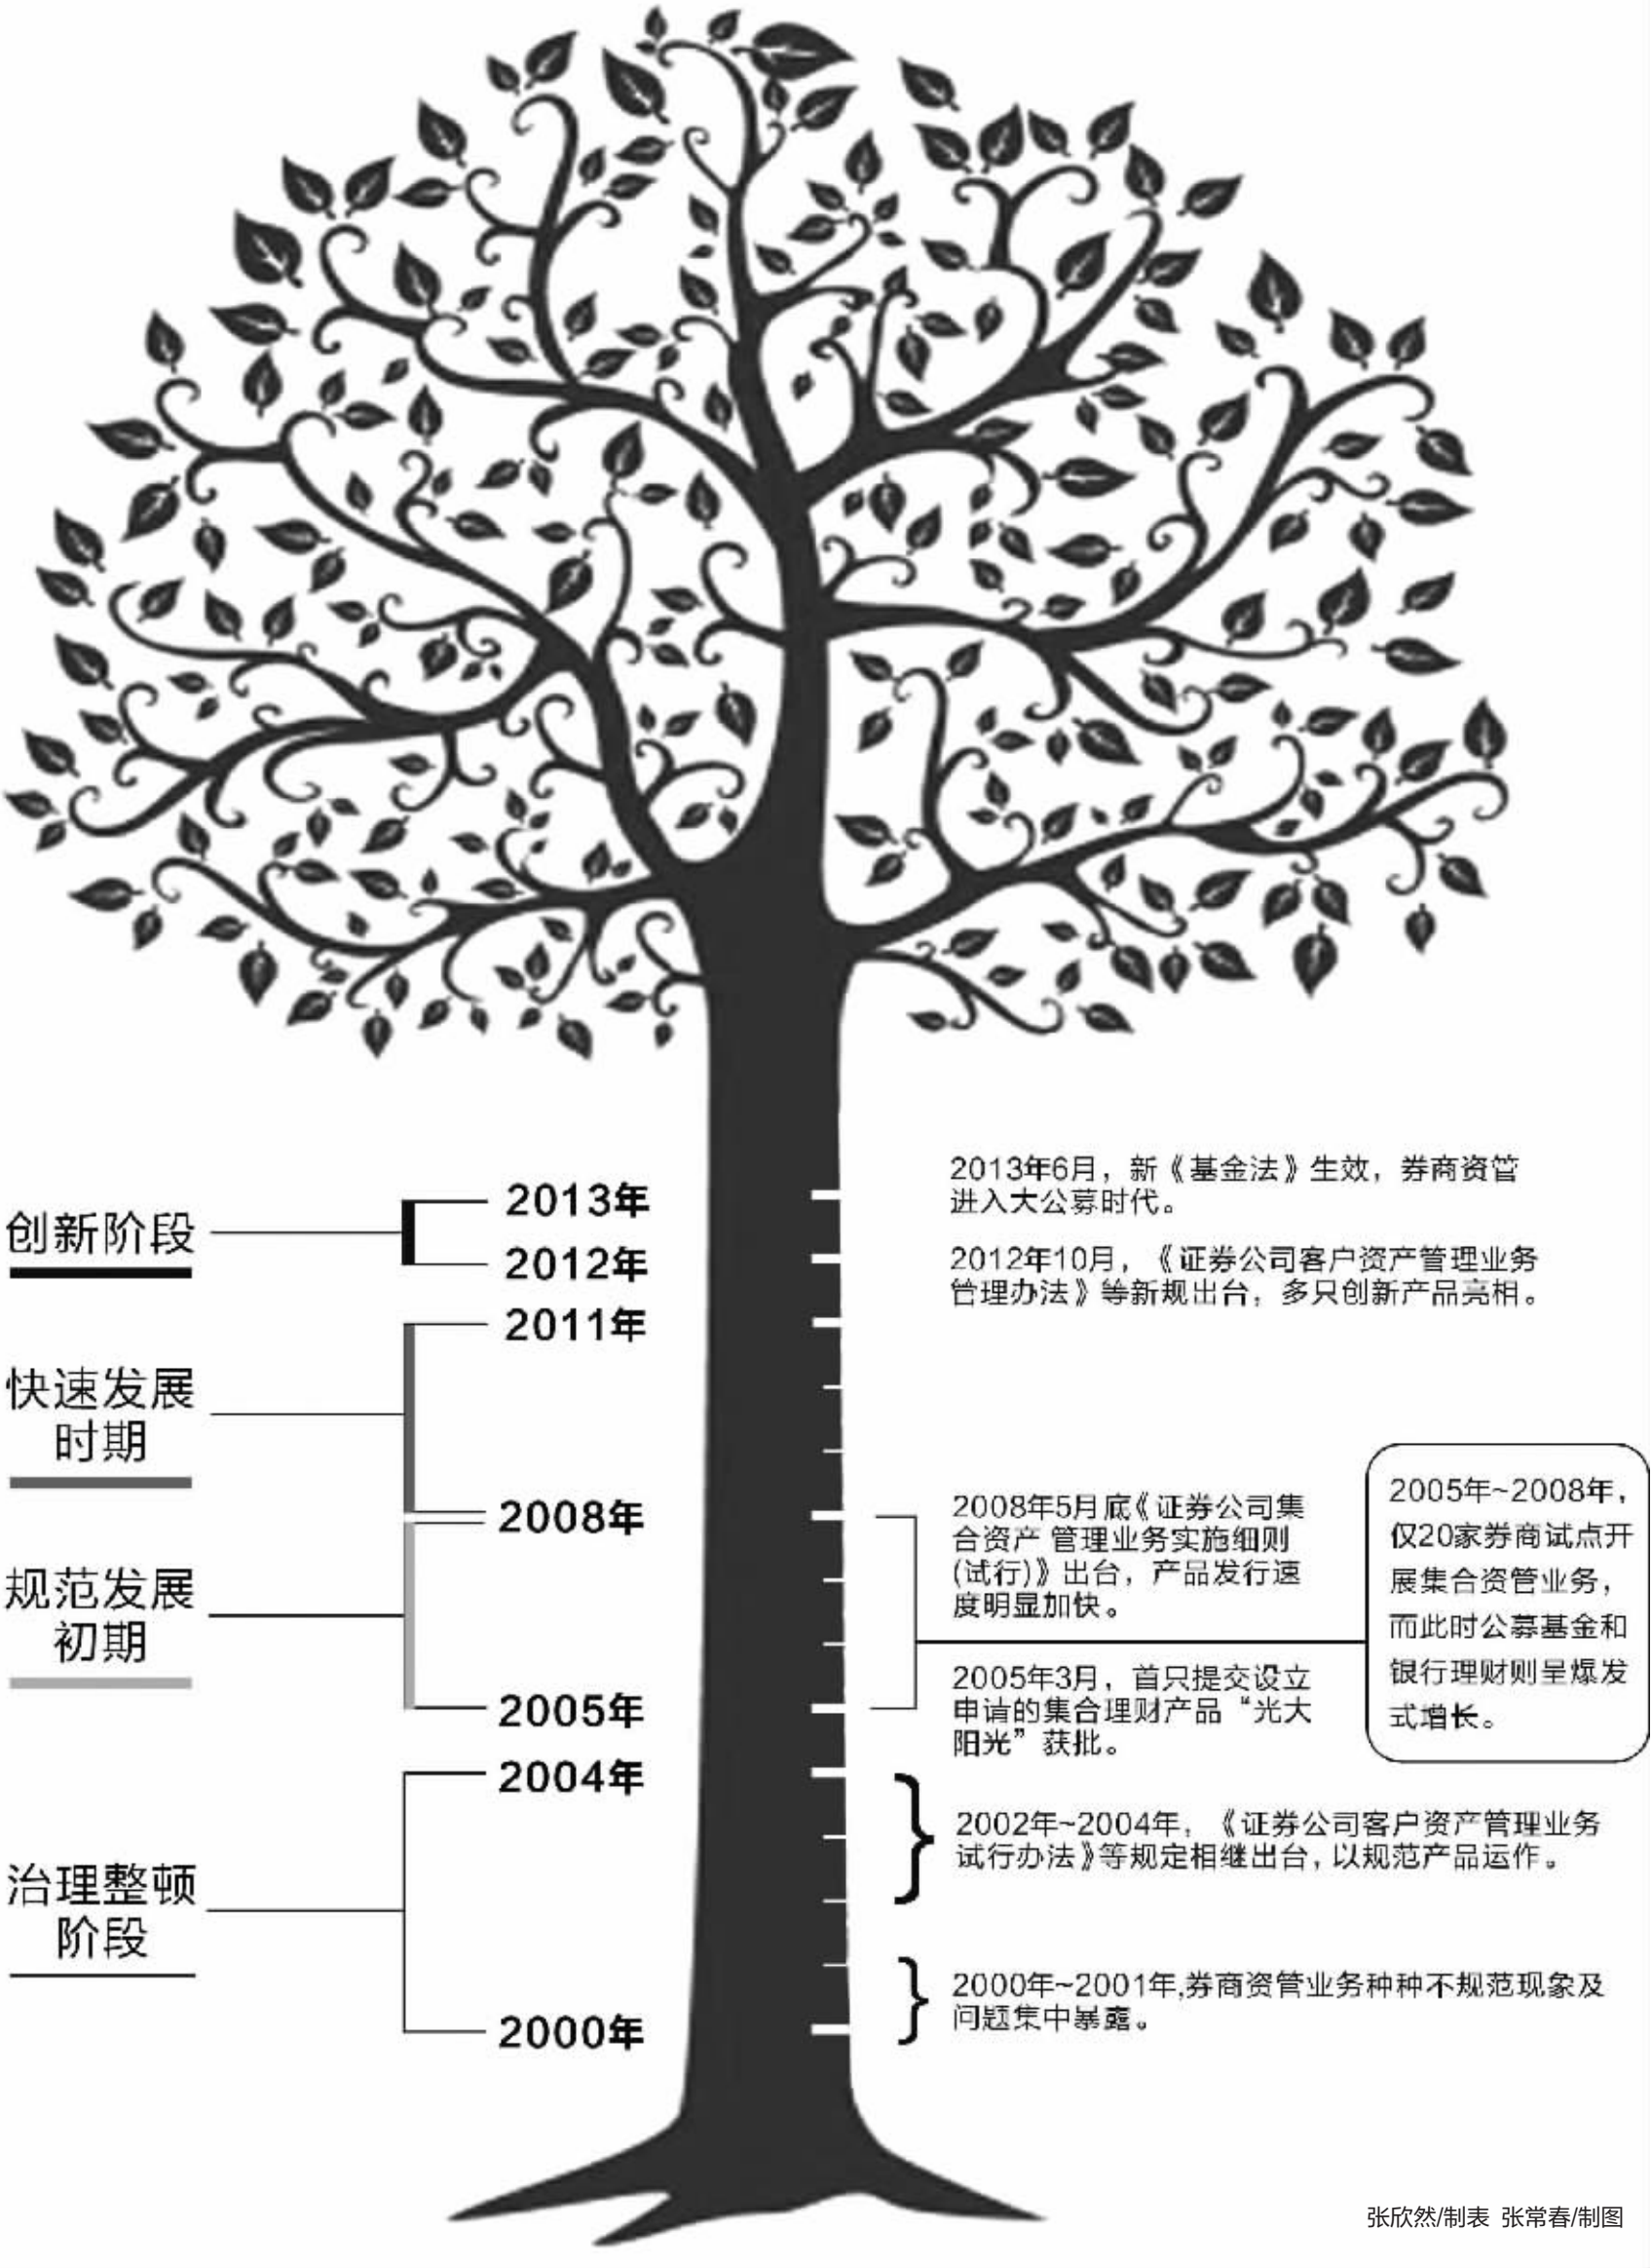 创新阶段
2013年
2012年
2013年6月，新《基金法》生效，券商资管
进入大公募时代。
2012年10月，《证券公司客户资产管理业务
管理办法》等新规出台，多只创新产品亮相。
快速发展
时期
2011年
2008年
2008年5月底《证券公司集
合资产 管理业务实施细则
(试行)》出台，产品发行速
度明显加快。
规范发展
初期
2005年
2005年3月，首只提交设立
申请的集合理财产品“光大
阳光”获批。
2005年~2008年，
仅20家券商试点开
展集合资管业务，
而此时公募基金和
银行理财则呈爆发
式增长。
治理整顿
阶段
2004年
2000年
2002年~2004年，《证券公司客户资产管理业务
试行办法》等规定相继出台,以规范产品运作。
2000年~2001年,券商资管业务种种不规范现象及
问题集中暴露。
张欣然/制表 张常春/制图